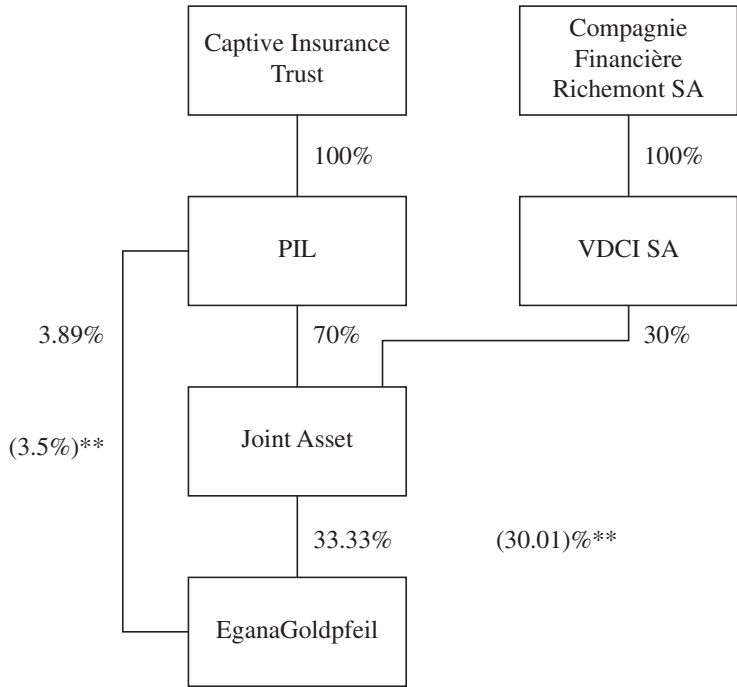 Captive Insurance
Trust
Compagnie
Financière
Richemont SA
100%
100%
PIL
VDCI SA
3.89%
70%
30%
(3.5%)**
Joint Asset
33.33%
(30.01)%**
EganaGoldpfeil